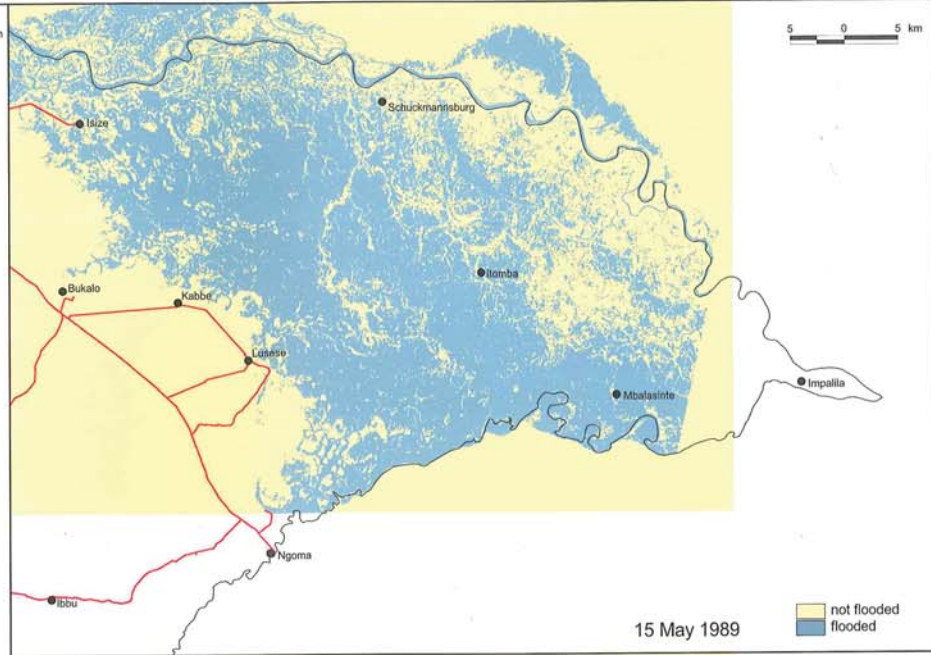 5 0 5 km
Schuckmannsburg
Isize
Itomba
Bukalo
Kabbe
Lusese
Impalila
Mbalasinte
Ngoma
Ibbu
not flooded
15 May 1989
flooded